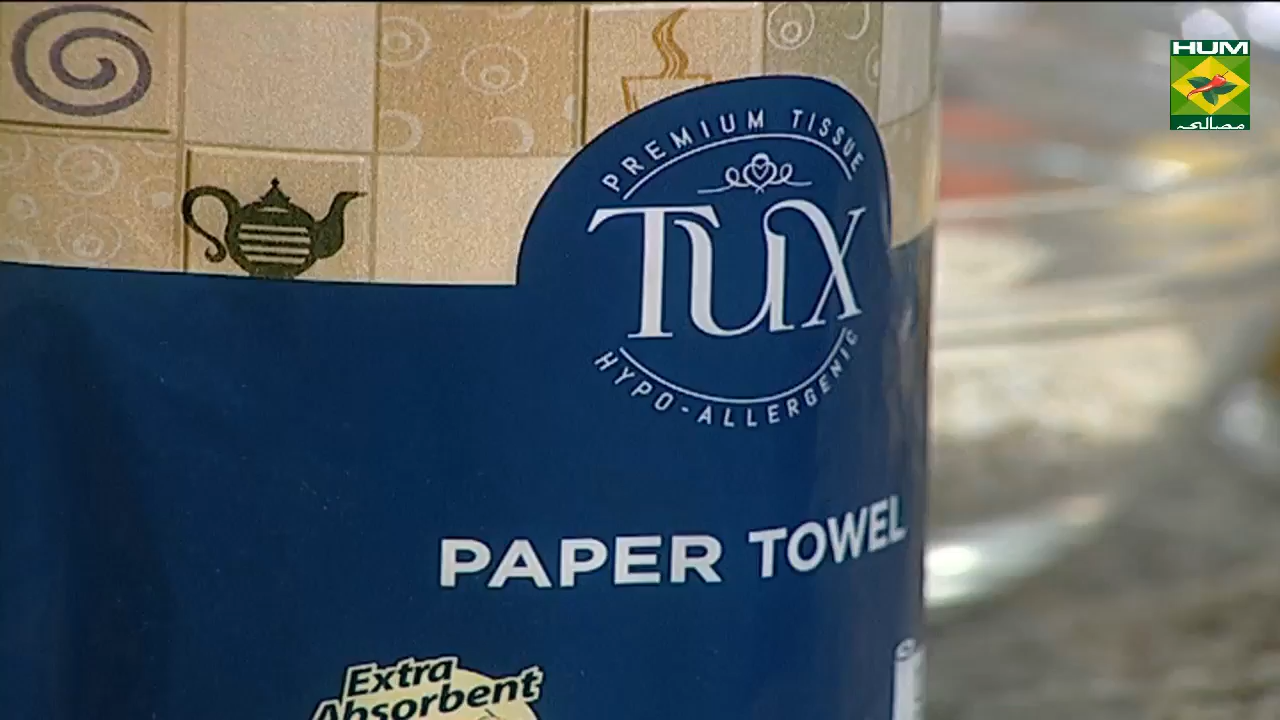 HUM
مصالحہ
PREMIUM TISSUE
TUX
HYPO-ALLERGENIC
PAPER TOWEL
Extra
Absorbent